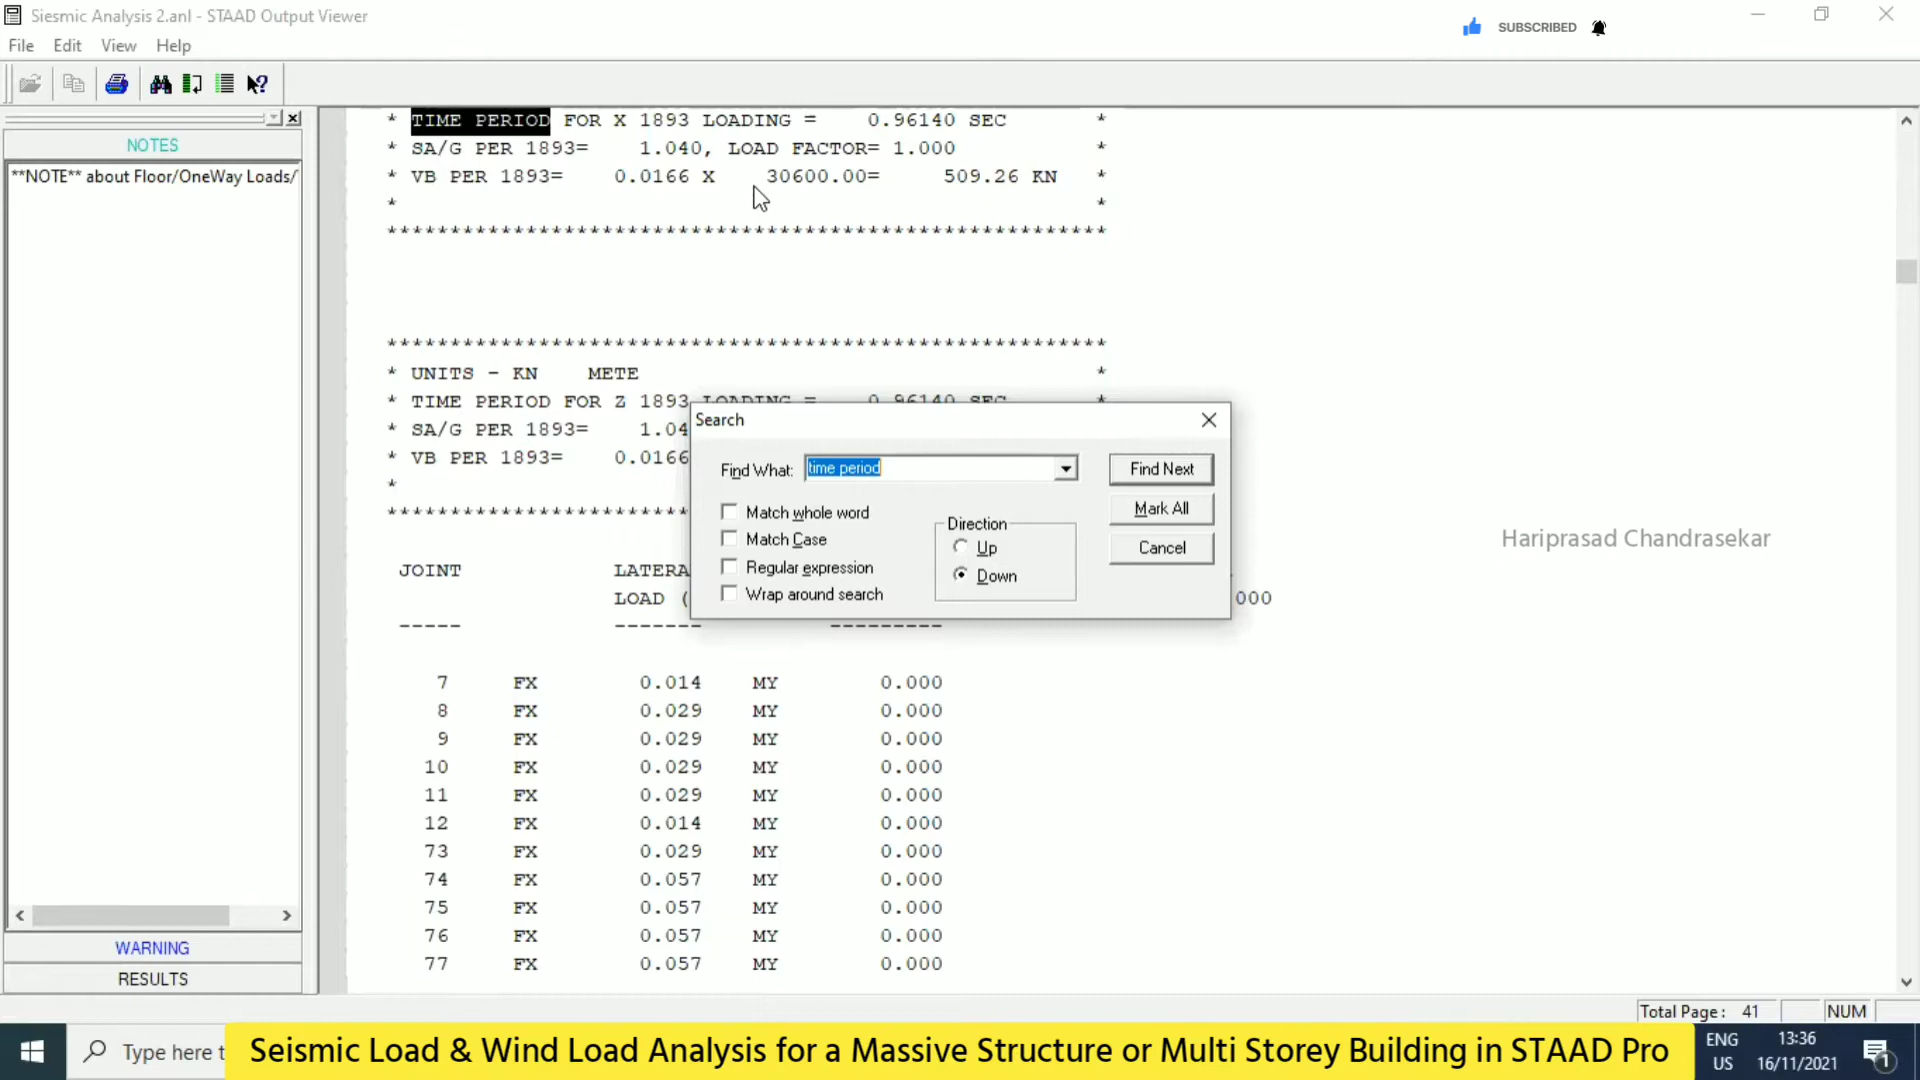 Siesmic Analysis 2.anl - STAAD Output Viewer
SUBSCRIBED
File Edit View Help
NOTES
**NOTE** about Floor/OneWay Loads/
WARNING
RESULTS
* TIME PERIOD FOR X 1893 LOADING = 0.96140 SEC *
* SA/G PER 1893= 1.040, LOAD FACTOR= 1.000 *
* VB PER 1893= 0.0166 X 30600.00= 509.26 KN *
* *
*********************************************************
*********************************************************
* UNITS - KN METE *
* TIME PERIOD FOR Z 1893 LOADING = 0.96140 SEC *
* SA/G PER 1893= 1.04
* VB PER 1893= 0.0166
*
************************
JOINT LATERA
LOAD ( 000
----- ------- ---------
7 FX 0.014 MY 0.000
8 FX 0.029 MY 0.000
9 FX 0.029 MY 0.000
10 FX 0.029 MY 0.000
11 FX 0.029 MY 0.000
12 FX 0.014 MY 0.000
73 FX 0.029 MY 0.000
74 FX 0.057 MY 0.000
75 FX 0.057 MY 0.000
76 FX 0.057 MY 0.000
77 FX 0.057 MY 0.000
Search
Find What: time period Find Next
Match whole word
Match Case
Regular expression
Wrap around search
Direction
Up
Down
Mark All
Cancel
Hariprasad Chandrasekar
Total Page: 41 NUM
Type here t
Seismic Load & Wind Load Analysis for a Massive Structure or Multi Storey Building in STAAD Pro
ENG
US
13:36
16/11/2021
1